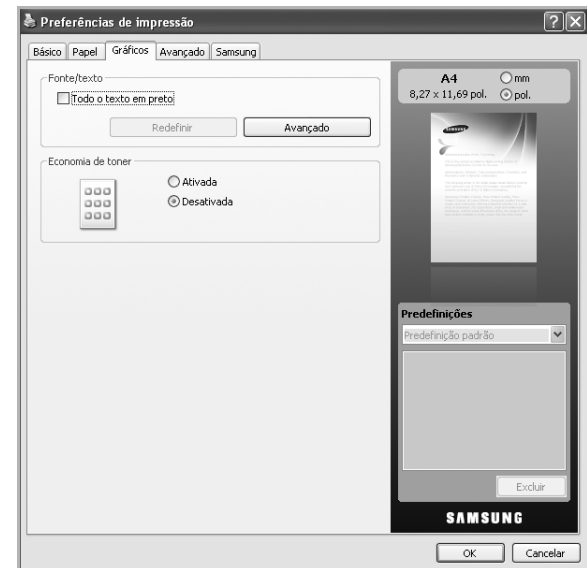 Preferências de impressão
Básico Papel Gráficos Avançado Samsung
Fonte/texto
Todo o texto em preto
Redefinir Avançado
Economia de toner
Ativada
Desativada
A4 mm
8,27 x 11,69 pol. pol.
SAMSUNG
Predefinições
Predefinição padrão
Excluir
SAMSUNG
OK Cancelar